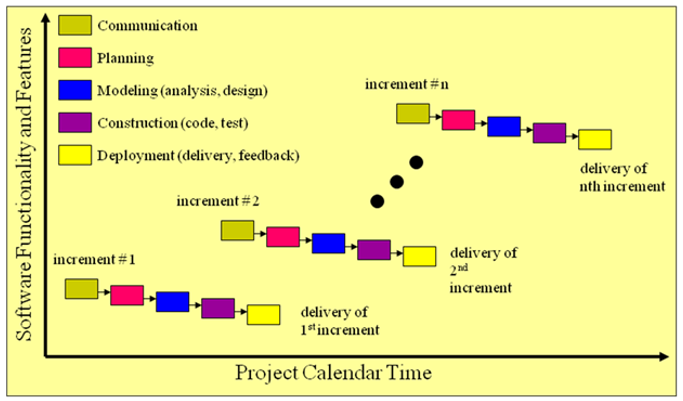 Communication
Planning
Modeling (analysis, design)
Construction (code, test)
Deployment (delivery, feedback)
increment # n
delivery of
nth increment
increment # 2
delivery of
2nd
increment
increment # 1
delivery of
1st increment
Software Functionality and Features
Project Calendar Time